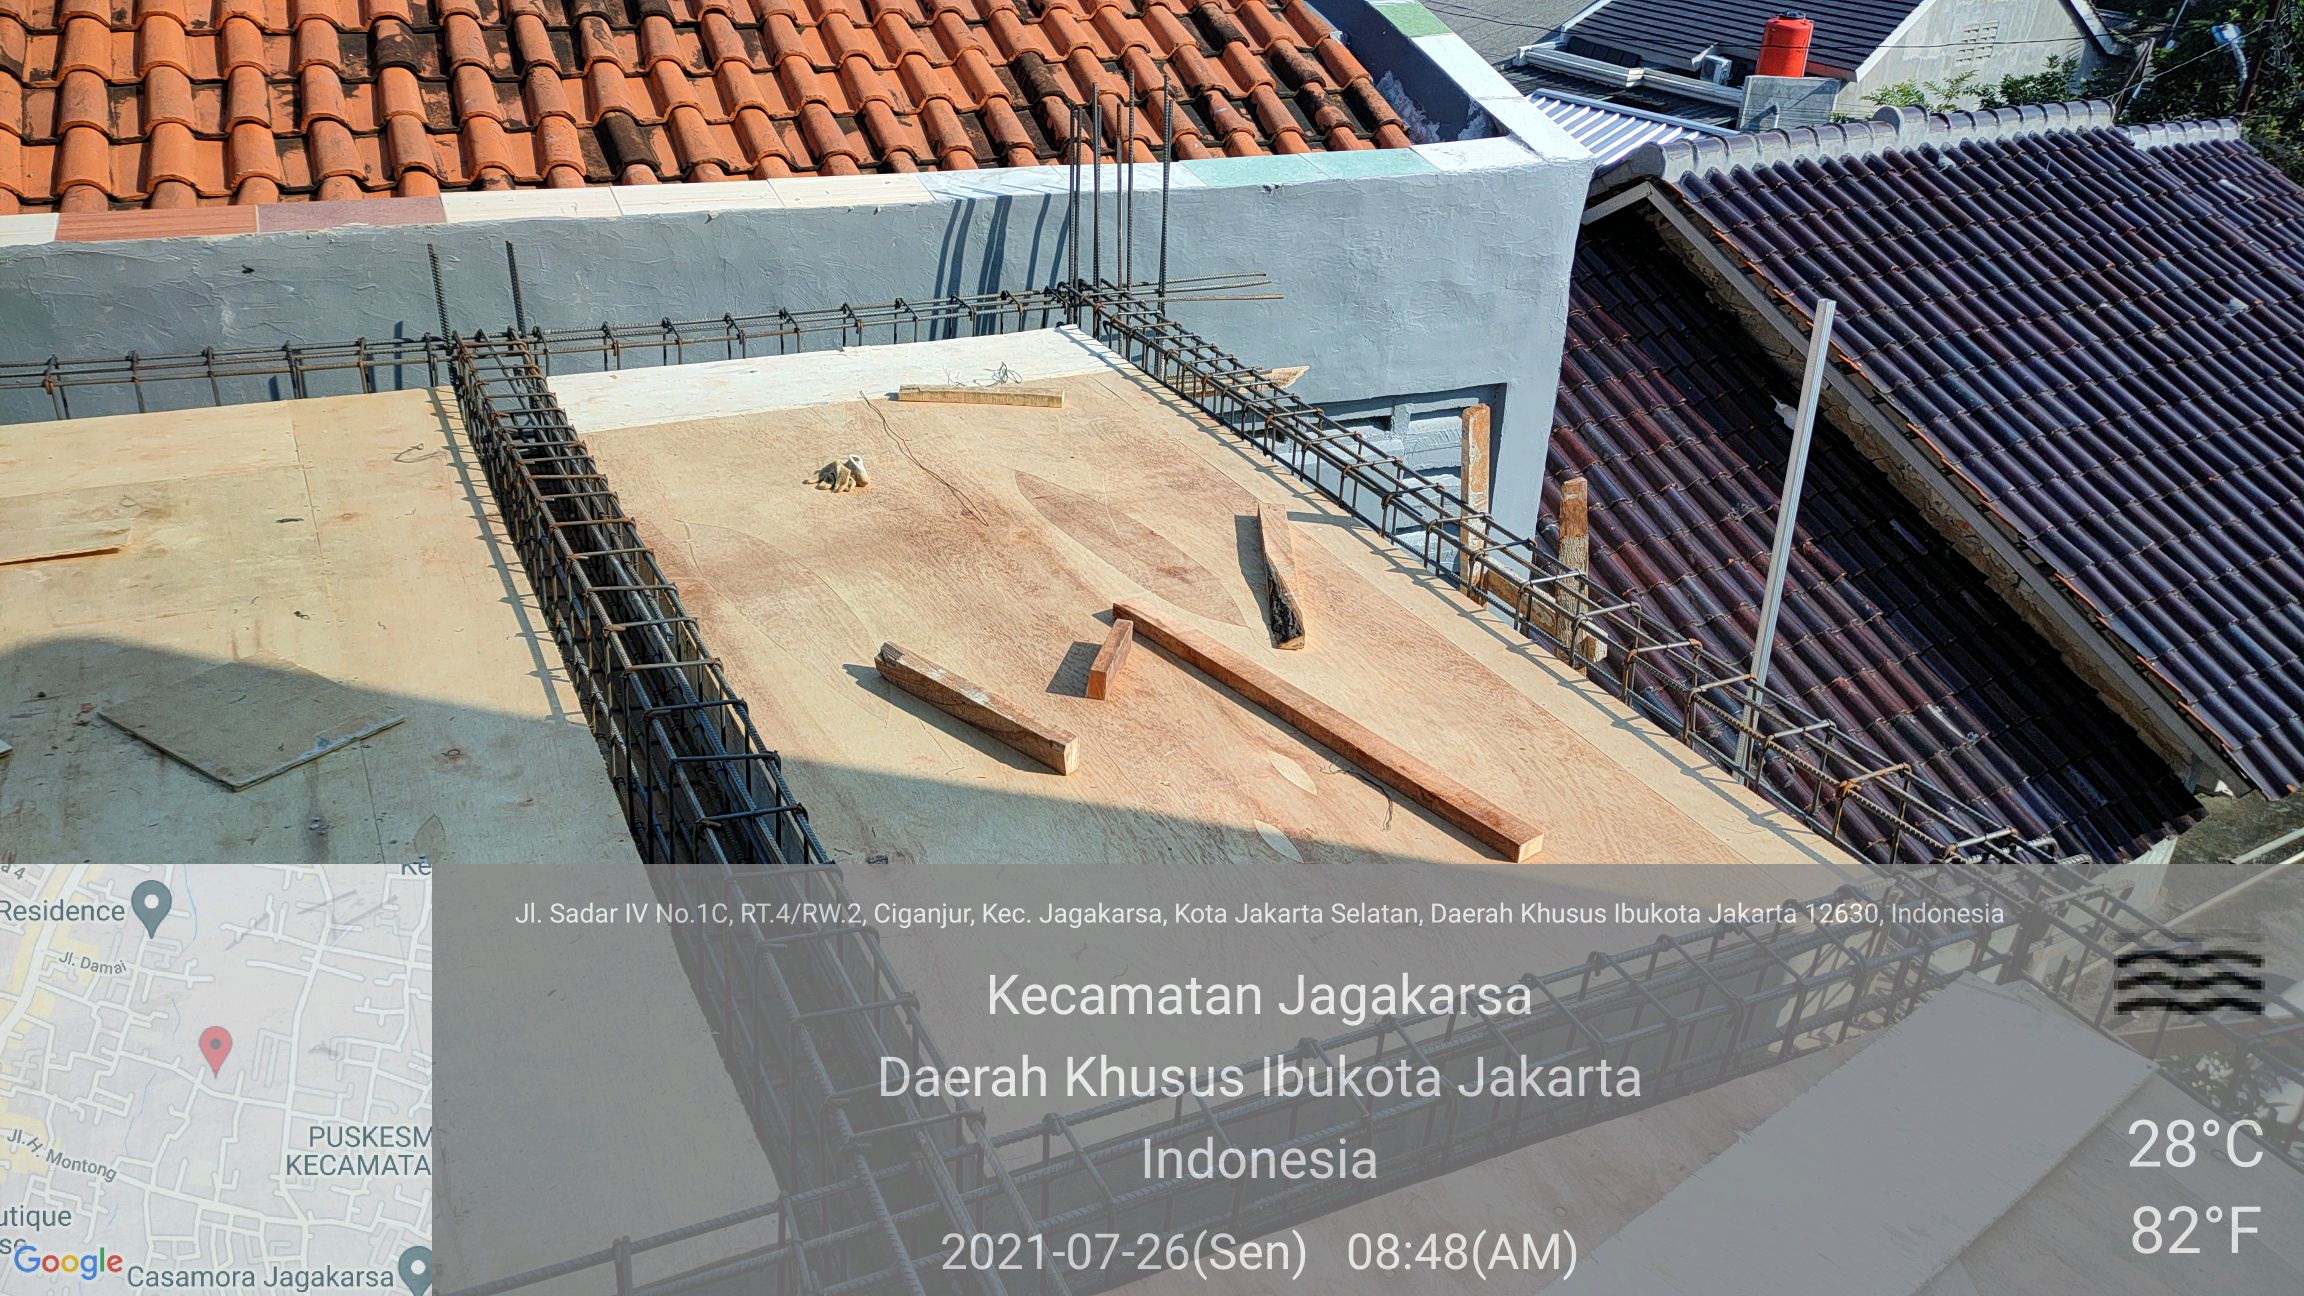 Jl. Sadar IV No.1C, RT.4/RW.2, Ciganjur, Kec. Jagakarsa, Kota Jakarta Selatan, Daerah Khusus Ibukota Jakarta 12630, Indonesia
Kecamatan Jagakarsa
Daerah Khusus Ibukota Jakarta
Indonesia
2021-07-26(Sen) 08:48(AM)
28°C
82°F
Residence
Jl. Damai
PUSKESM
KECAMATA
Jl. H. Montong
utique
Google
Casamora Jagakarsa